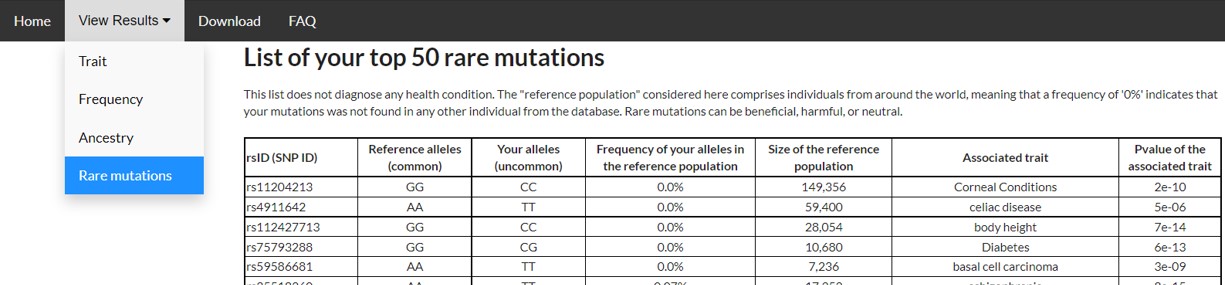 Home View Results Download FAQ
Trait
Frequency
Ancestry
Rare mutations
List of your top 50 rare mutations
This list does not diagnose any health condition. The "reference population" considered here comprises individuals from around the world, meaning that a frequency of '0%' indicates that
your mutations was not found in any other individual from the database. Rare mutations can be beneficial, harmful, or neutral.
rsID (SNP ID) Reference alleles (common) Your alleles (uncommon) Frequency of your alleles in the reference population Size of the reference population Associated trait Pvalue of the associated trait
rs11204213 GG CC 0.0% 149,356 Corneal Conditions 2e-10
rs4911642 AA TT 0.0% 59,400 celiac disease 5e-06
rs112427713 GG CC 0.0% 28,054 body height 7e-14
rs75793288 GG CG 0.0% 10,680 Diabetes 6e-13
rs59586681 AA TT 0.0% 7,236 basal cell carcinoma 3e-09